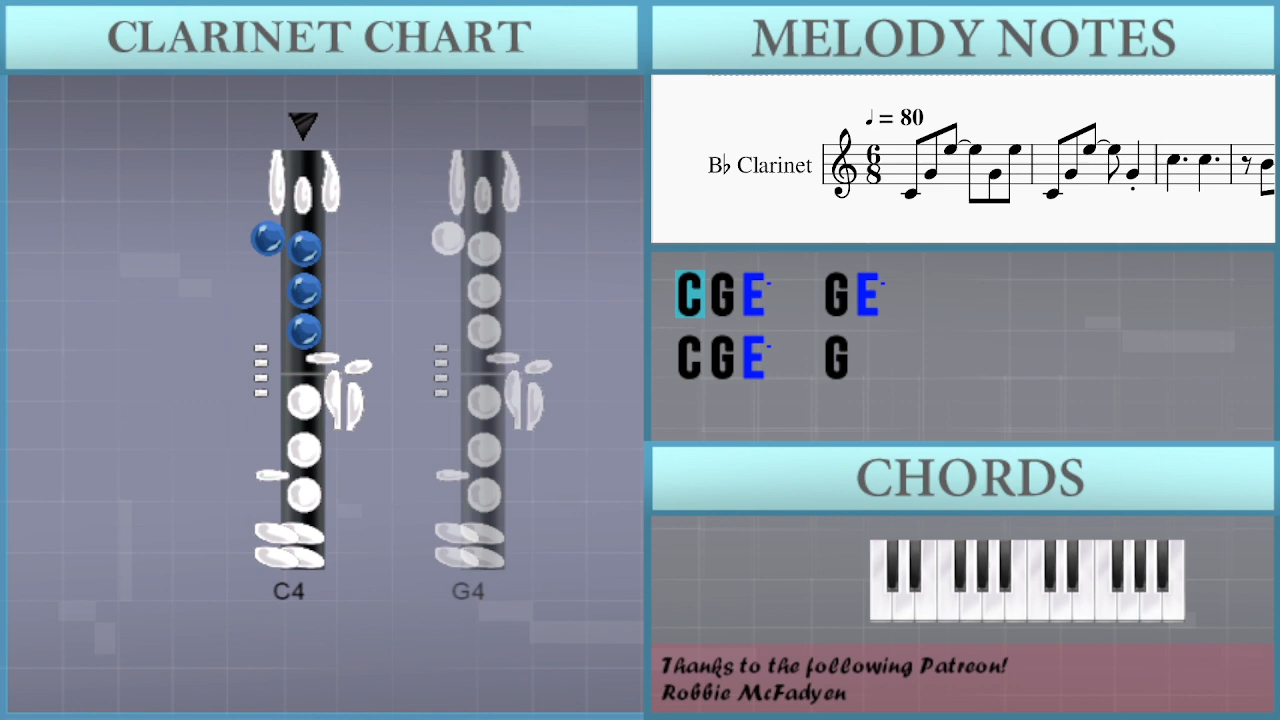 CLARINET CHART
C4
G4
MELODY NOTES
♩ = 80
B♭ Clarinet
6
8
C G E- G E-
C G E- G
CHORDS
Thanks to the following Patreon!
Robbie McFadyen